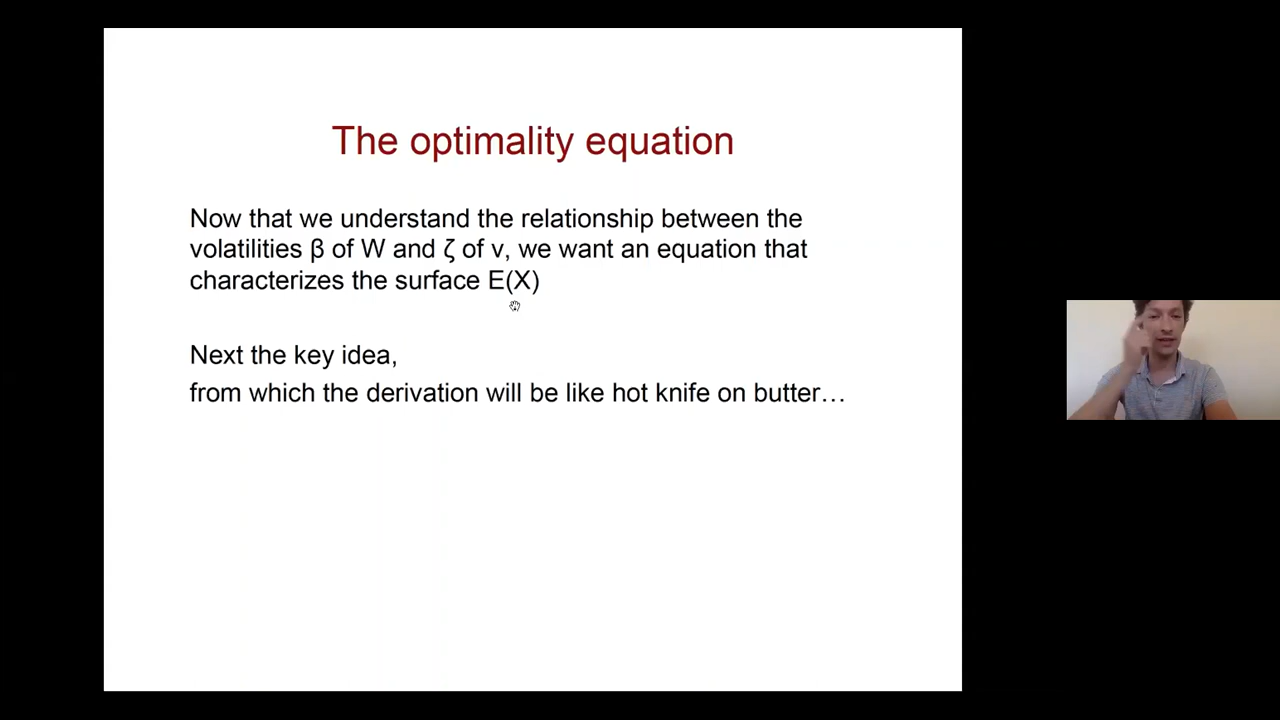 The optimality equation
Now that we understand the relationship between the
volatilities β of W and ζ of v, we want an equation that
characterizes the surface E(X)
Next the key idea,
from which the derivation will be like hot knife on butter…